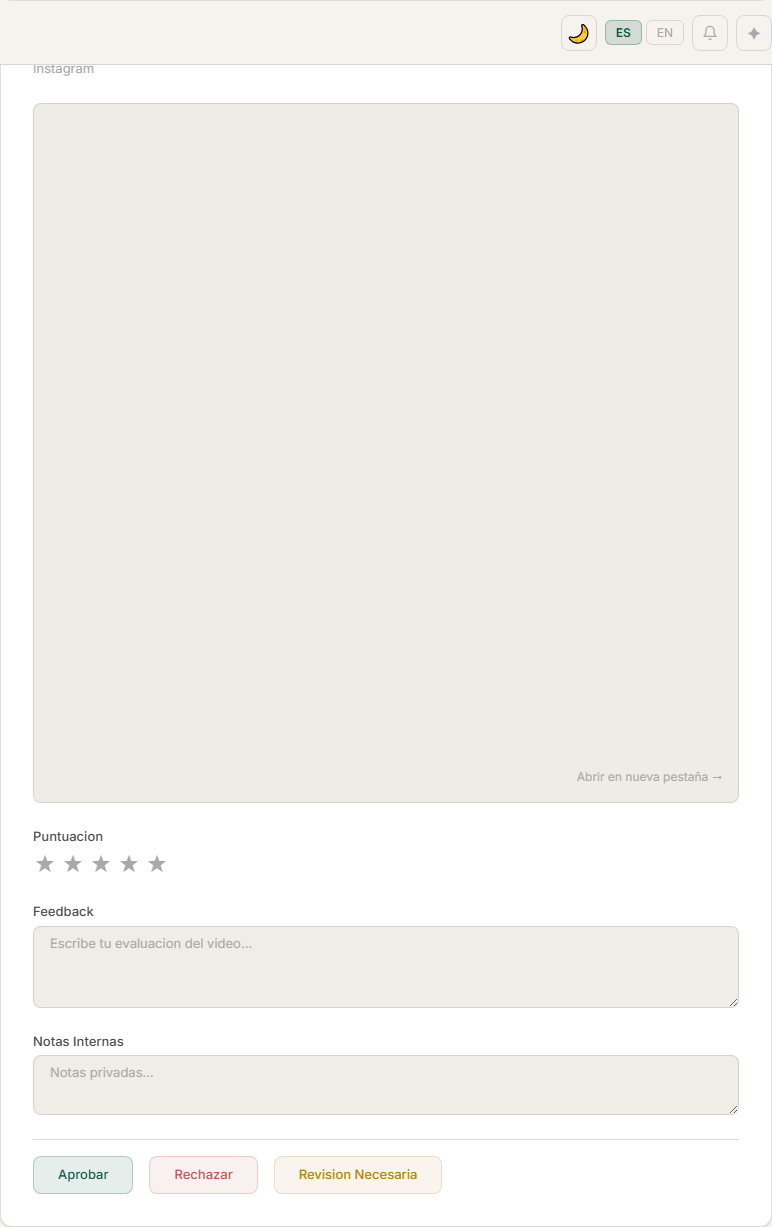 ES
EN
Instagram
Abrir en nueva pestaña →
Puntuacion
Feedback
Escribe tu evaluacion del video...
Notas Internas
Notas privadas...
Aprobar
Rechazar
Revision Necesaria